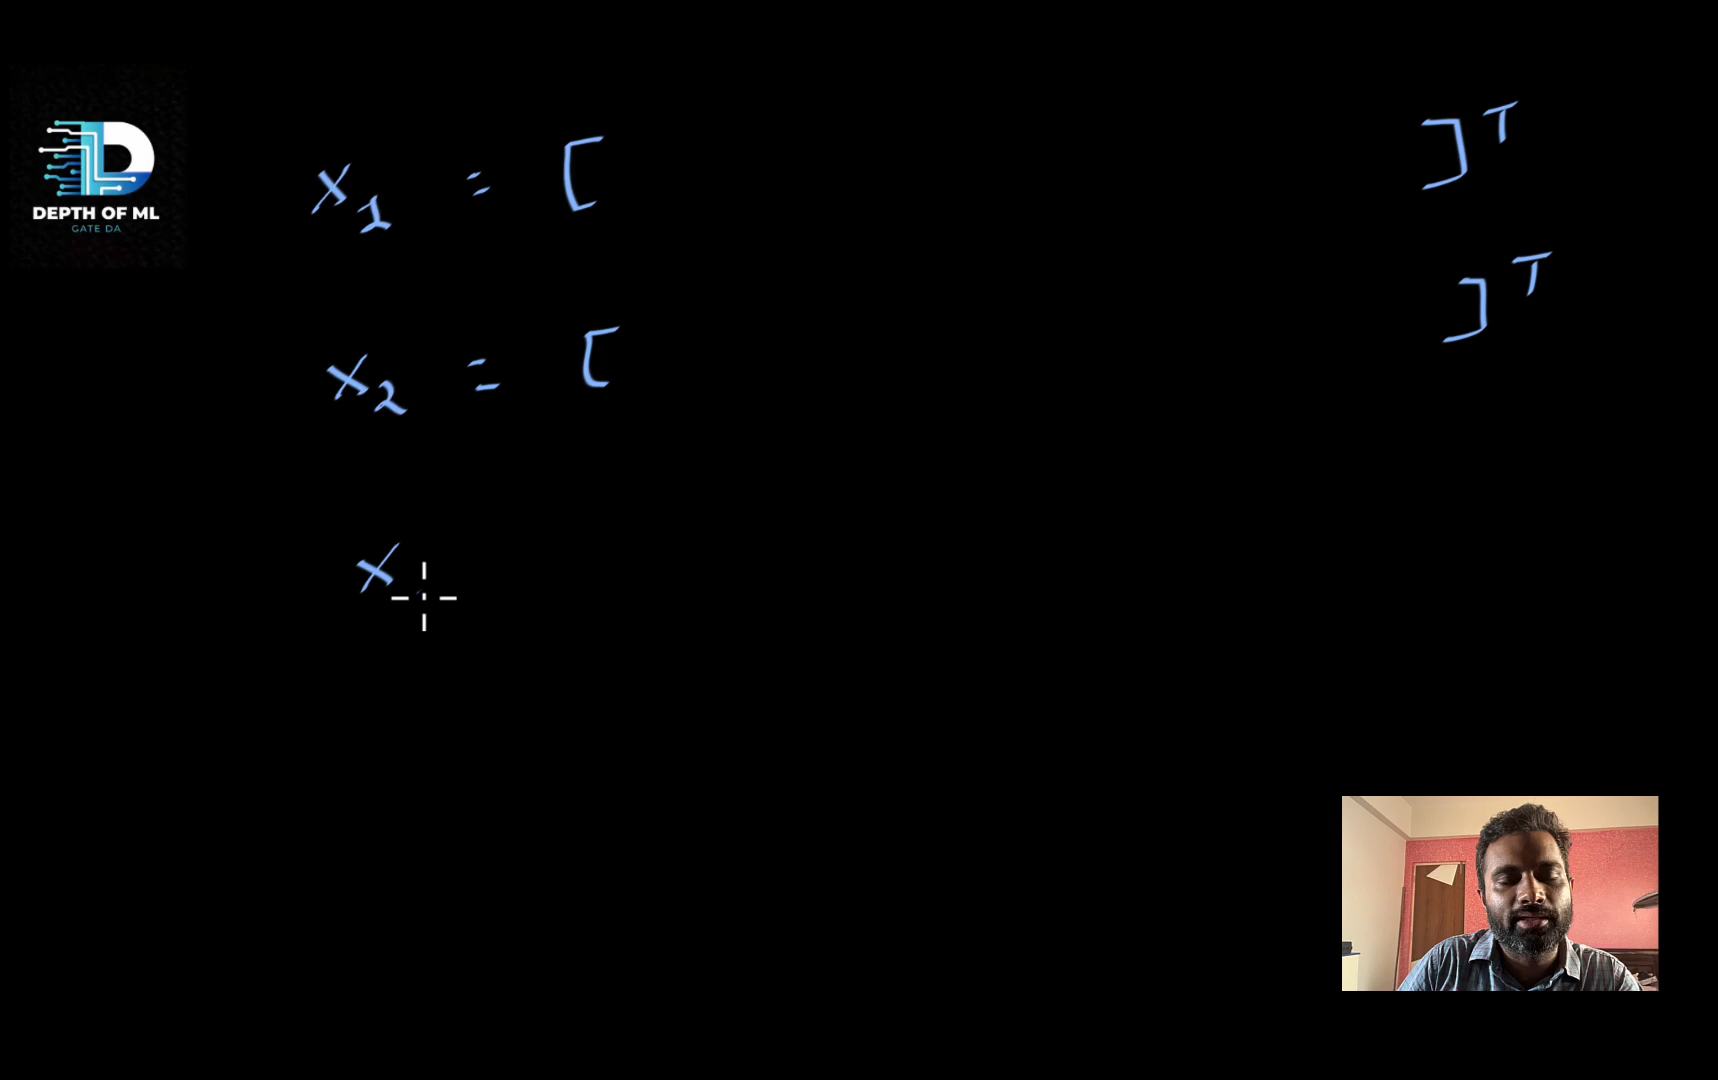 DEPTH OF ML
GATE DA
x₁ = [ ]ᵀ
x₂ = [ ]ᵀ
x